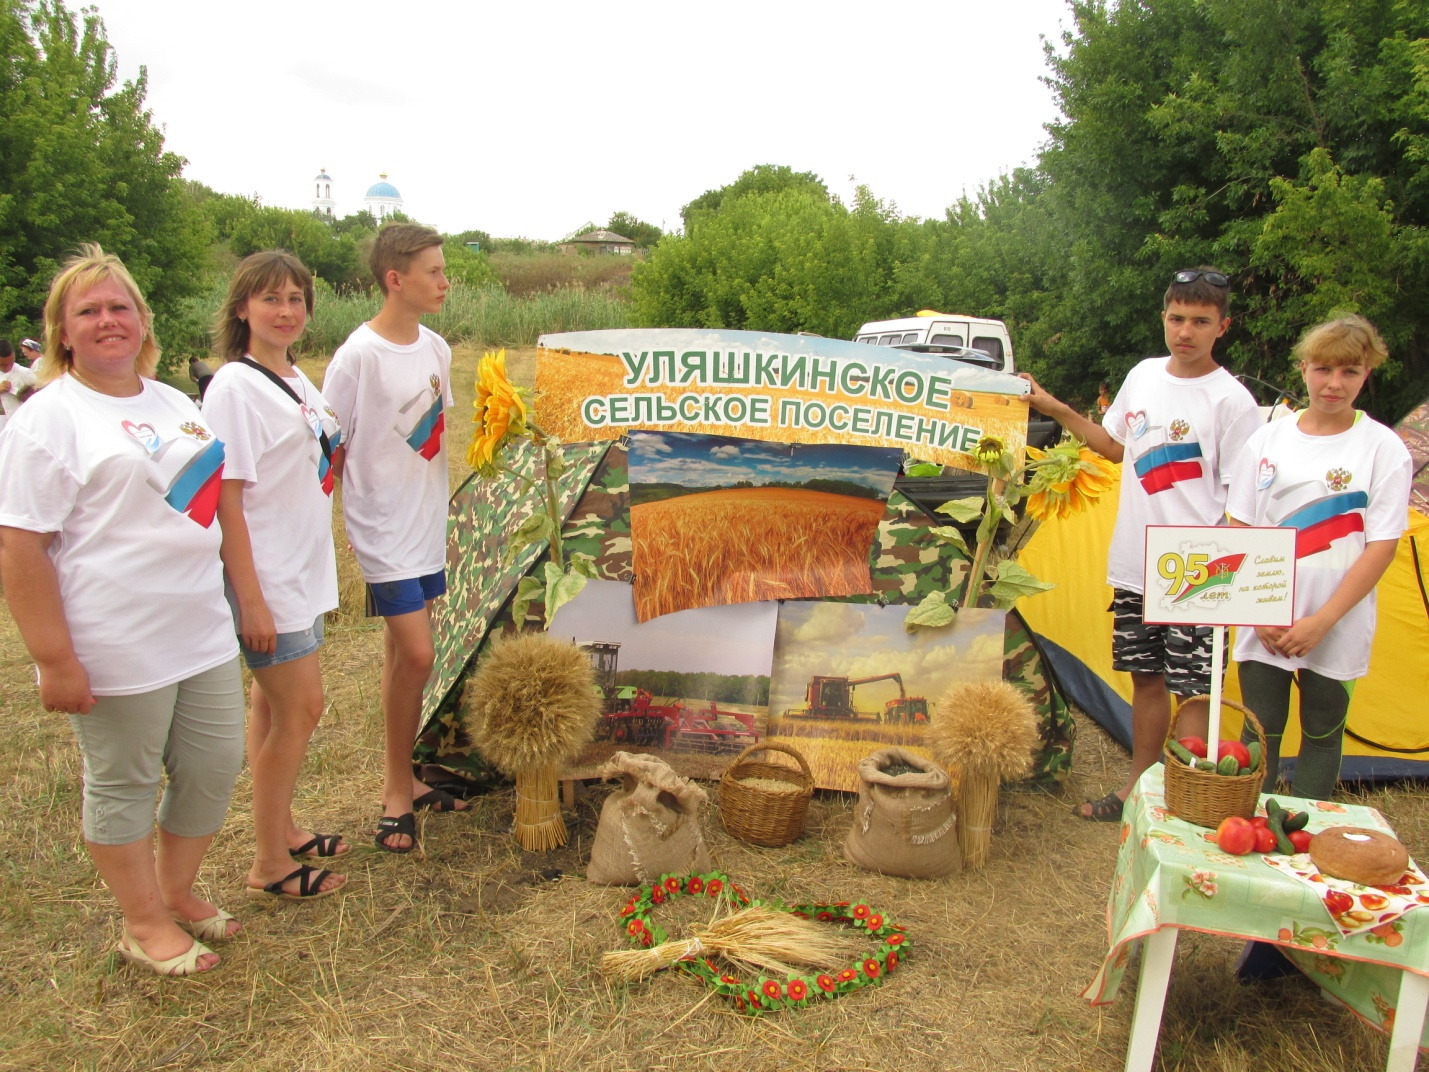 УЛЯШКИНСКОЕ
СЕЛЬСКОЕ ПОСЕЛЕНИЕ
95
лет
Славим
землю,
на которой
живем!